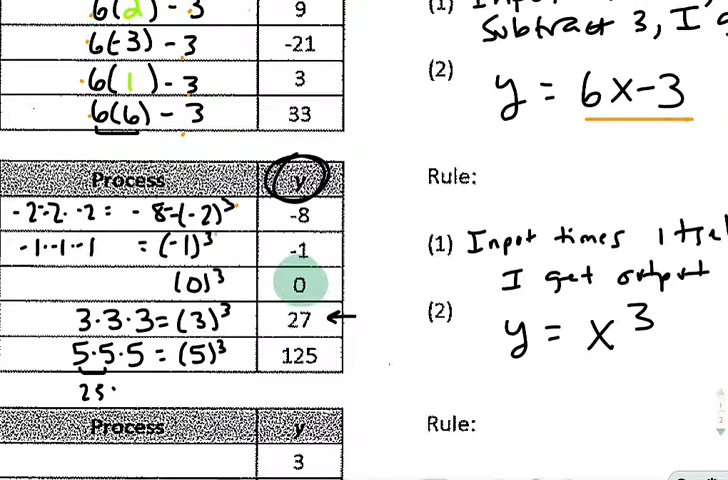 6(2) - 3 9
6(-3) - 3 -21
6(1) - 3 3
6(6) - 3 33
Subtract 3, I
(2) y = 6x-3
Process y
-2·-2·-2 = -8=(-2)³ -8
-1·-1·-1 = (-1)³ -1
(0)³ 0
3·3·3=(3)³ 27 ←
5·5·5 = (5)³ 125
25·
Rule:
(1) Input times
I get output
(2) y = x³
Process y
3
Rule: